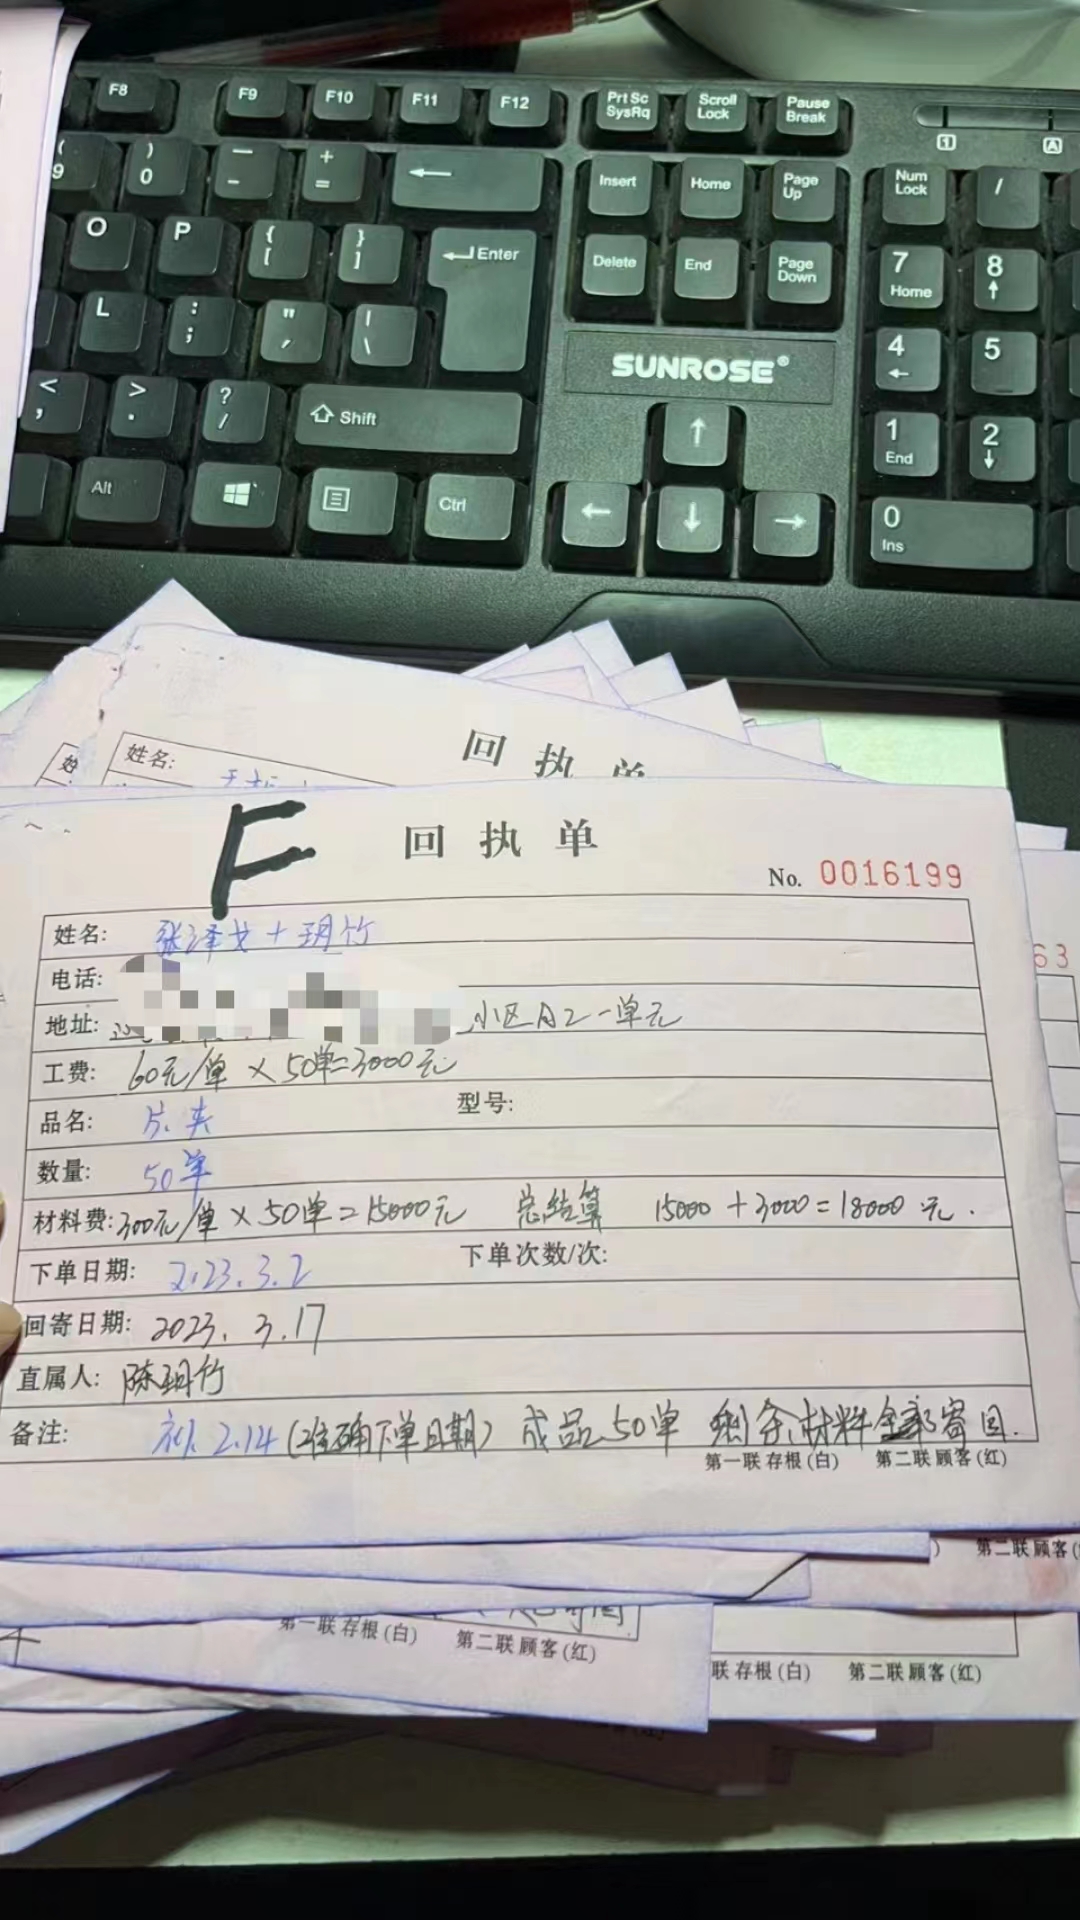 F8 F9 F10 F11 F12 Prt Sc SysRq Scroll Lock Pause Break
1 A
( 9 ) 0 — - + = Insert Home Page Up Num Lock /
O P { [ } ] Enter Delete End Page Down 7 Home 8
L : ; " ' | \ SUNROSE® 4 5
< , > . ? / Shift 1 End 2
Alt Ctrl 0 Ins
回执单
姓名:
姓
F
回执单
No. 0016199
63
姓名: 张泽戈+玥竹
电话:
地址: 小区A2一单元
工费: 60元/单×50单=3000元
品名: 片夹 型号:
数量: 50单
材料费: 300元/单×50单=15000元 总结算 15000+3000=18000元.
下单日期: 2023.3.2 下单次数/次:
回寄日期: 2023.3.17
直属人: 陈玥竹
备注: 补2.14(准确下单日期) 成品50单 剩余材料全部寄回.
第一联 存根(白) 第二联 顾客(红)
第二联 顾客(
第一联 存根(白) 第二联 顾客(红)
联 存根(白) 第二联 顾客(红)